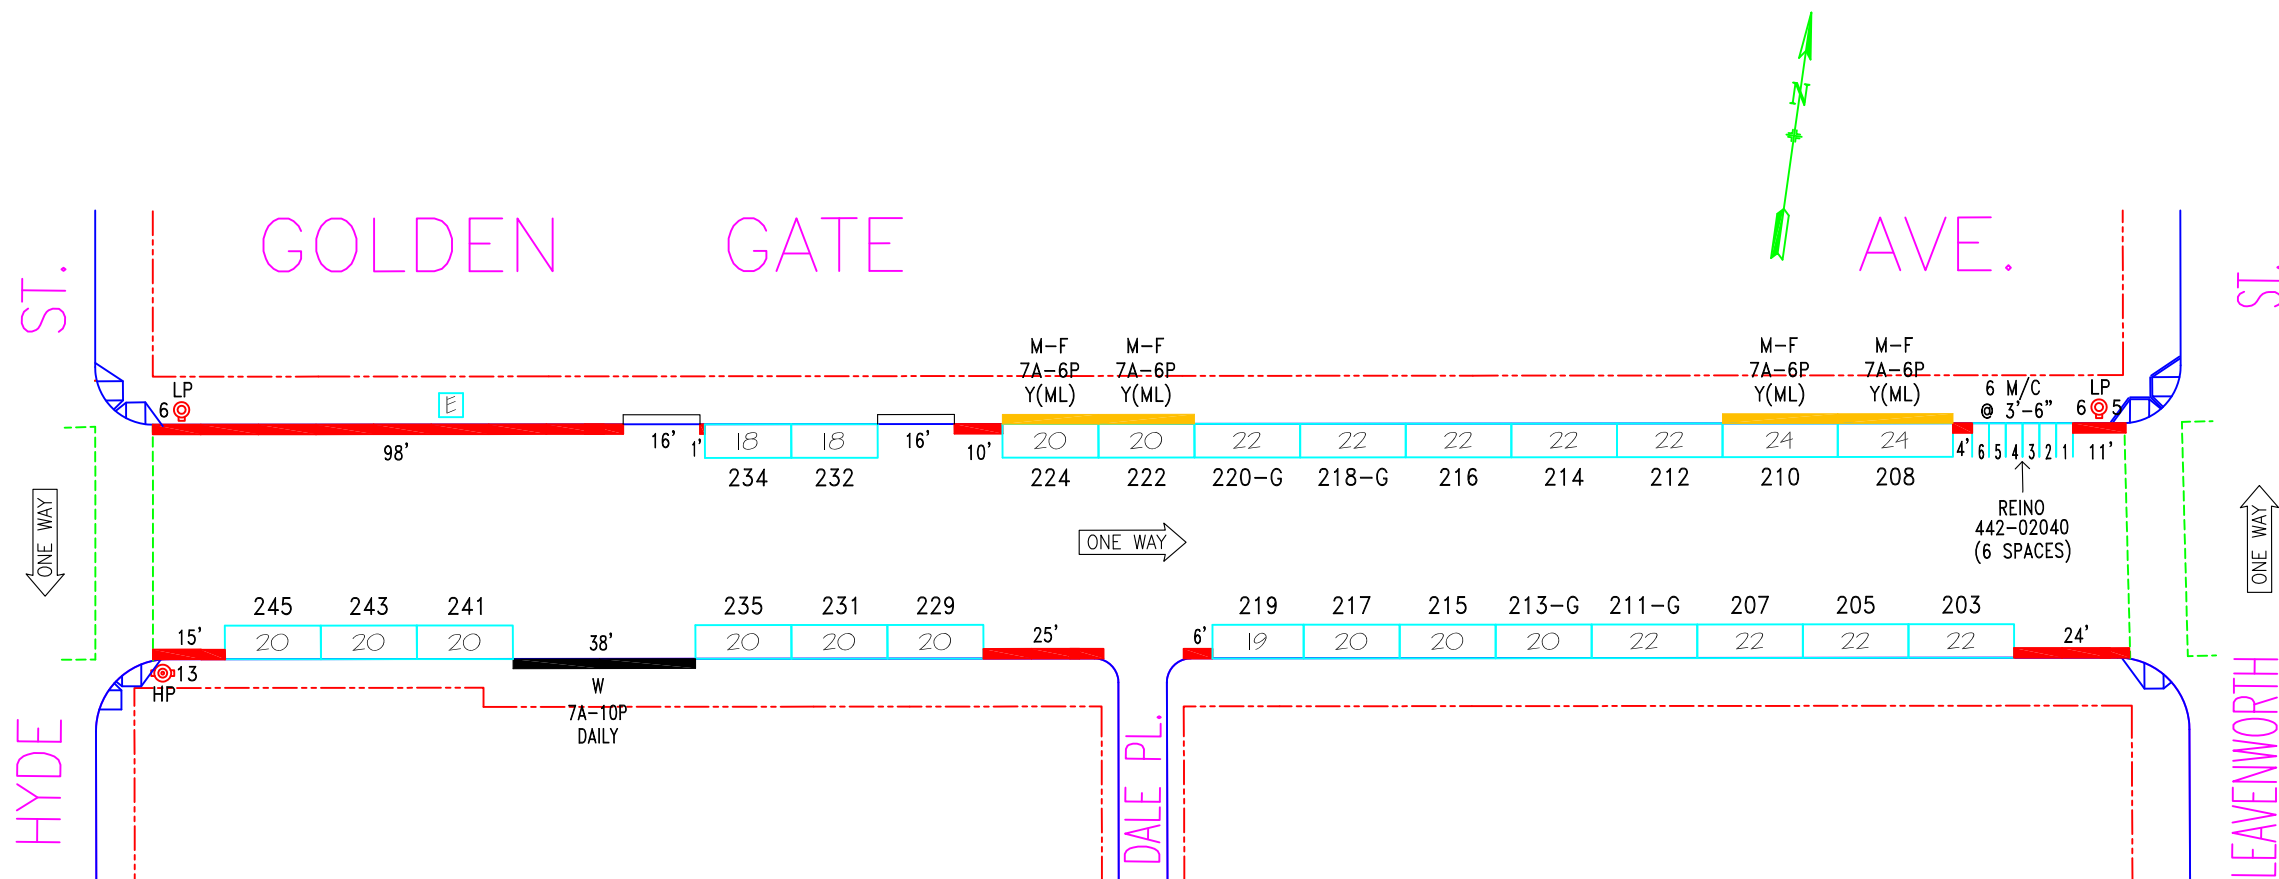 N
GOLDEN GATE AVE.
ST.
ST.
M-F
7A-6P
Y(ML)
M-F
7A-6P
Y(ML)
M-F
7A-6P
Y(ML)
M-F
7A-6P
Y(ML)
LP
6
E
6 M/C
@ 3'-6"
LP
6 5
98'
16'
1'
18
18
16'
10'
20
20
22
22
22
22
22
24
24
4'
6 5 4 3 2 1
11'
234
232
224
222
220-G
218-G
216
214
212
210
208
REINO
442-02040
(6 SPACES)
ONE WAY
ONE WAY
ONE WAY
245
243
241
235
231
229
219
217
215
213-G
211-G
207
205
203
15'
20
20
20
38'
20
20
20
25'
6'
19
20
20
20
22
22
22
22
24'
13
HP
W
7A-10P
DAILY
HYDE
DALE PL.
LEAVENWORTH